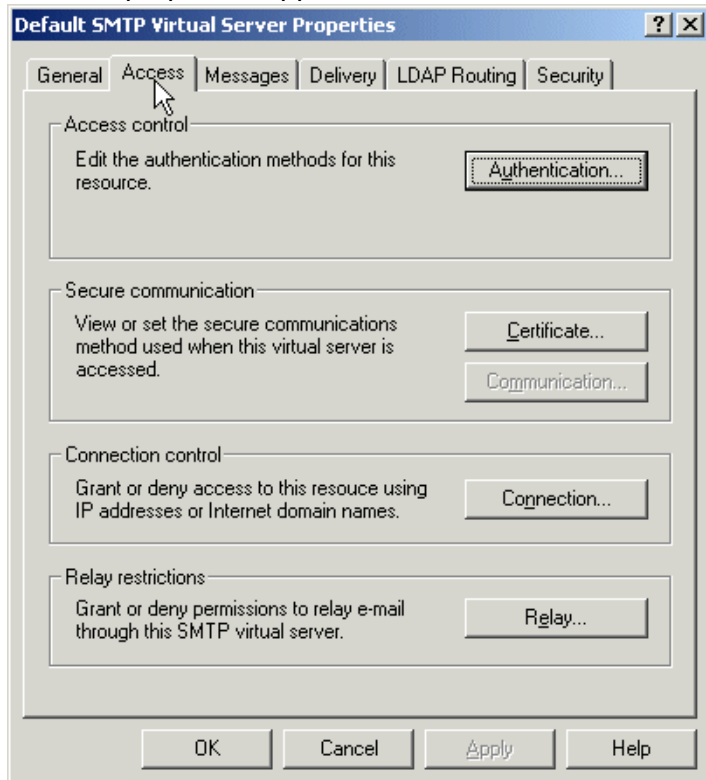 Default SMTP Virtual Server Properties
General Access Messages Delivery LDAP Routing Security
Access control
Edit the authentication methods for this
resource.
Authentication...
Secure communication
View or set the secure communications
method used when this virtual server is
accessed.
Certificate...
Communication...
Connection control
Grant or deny access to this resouce using
IP addresses or Internet domain names.
Connection...
Relay restrictions
Grant or deny permissions to relay e-mail
through this SMTP virtual server.
Relay...
OK Cancel Apply Help